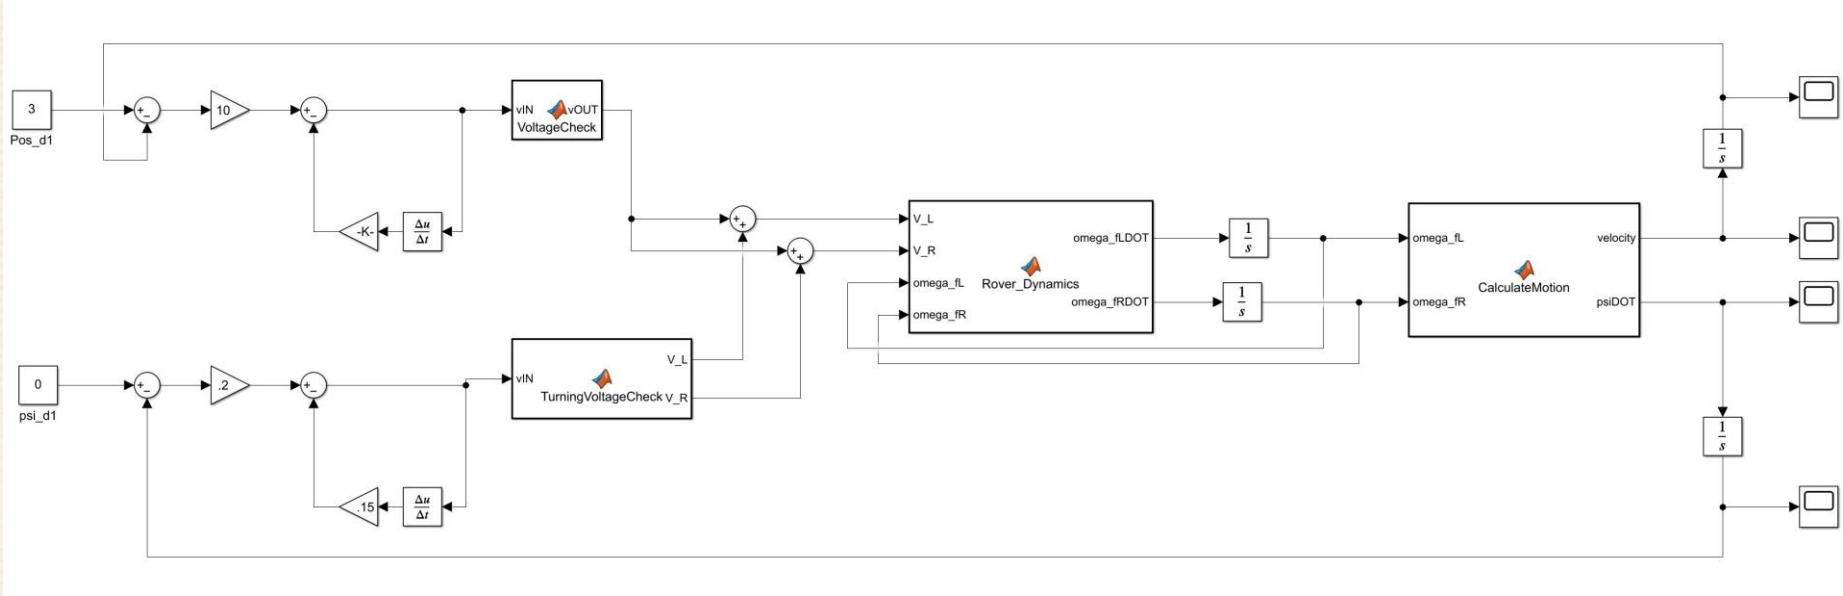 3
Pos_d1
+
−
10
+
−
vIN
vOUT
VoltageCheck
-K-
Δu
Δt
+
+
+
+
V_L
V_R
omega_fL
omega_fR
Rover_Dynamics
omega_fLDOT
omega_fRDOT
1
s
1
s
omega_fL
omega_fR
CalculateMotion
velocity
psiDOT
1
s
0
psi_d1
+
−
.2
+
−
vIN
V_L
TurningVoltageCheck
V_R
.15
Δu
Δt
1
s